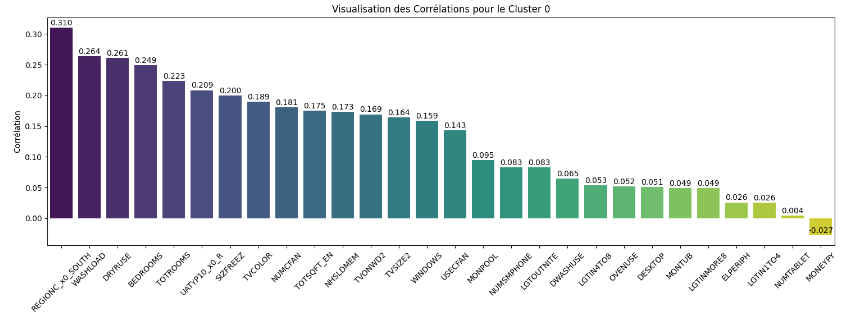 Visualisation des Corrélations pour le Cluster 0
Corrélation
0.30
0.25
0.20
0.15
0.10
0.05
0.00
0.310
0.264
0.261
0.249
0.223
0.209
0.200
0.189
0.181
0.175
0.173
0.169
0.164
0.159
0.143
0.095
0.083
0.083
0.065
0.053
0.052
0.051
0.049
0.049
0.026
0.026
0.004
-0.027
REGIONC_x0_SOUTH
WASHLOAD
DRYRUSE
BEDROOMS
TOTROOMS
UATYP10_x0_R
SIZFREEZ
TVCOLOR
NUMCFAN
TOTSQFT_EN
NHSLDMEM
TVONWD2
TVSIZE2
WINDOWS
USECFAN
MONPOOL
NUMSMPHONE
LGTOUTNITE
DWASHUSE
LGTIN4TO8
OVENUSE
DESKTOP
MONTUB
LGTINMORE8
ELPERIPH
LGTIN1TO4
NUMTABLET
MONEYPY